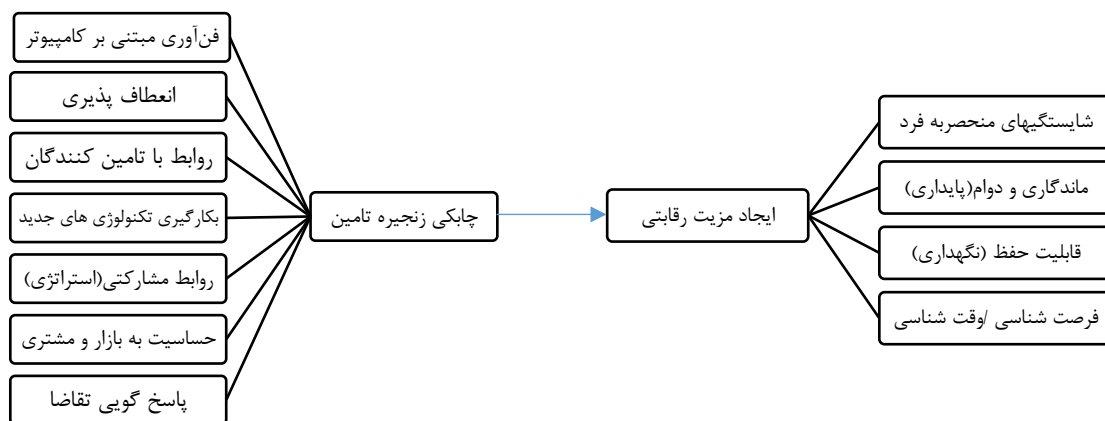 فن‌آوری مبتنی بر کامپیوتر
انعطاف پذیری
روابط با تامین کنندگان
بکارگیری تکنولوژی های جدید
روابط مشارکتی(استراتژی)
حساسیت به بازار و مشتری
پاسخ گویی تقاضا
چابکی زنجیره تامین
ایجاد مزیت رقابتی
شایستگیهای منحصربه فرد
ماندگاری و دوام(پایداری)
قابلیت حفظ (نگهداری)
فرصت شناسی /وقت شناسی